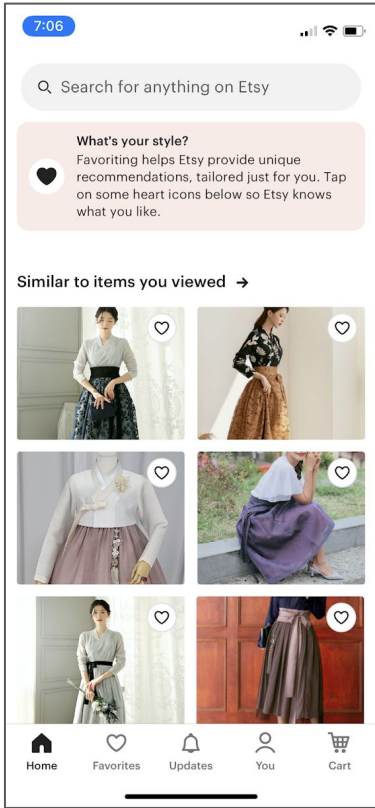 7:06
Search for anything on Etsy
What's your style?
Favoriting helps Etsy provide unique
recommendations, tailored just for you. Tap
on some heart icons below so Etsy knows
what you like.
Similar to items you viewed →
Home Favorites Updates You Cart